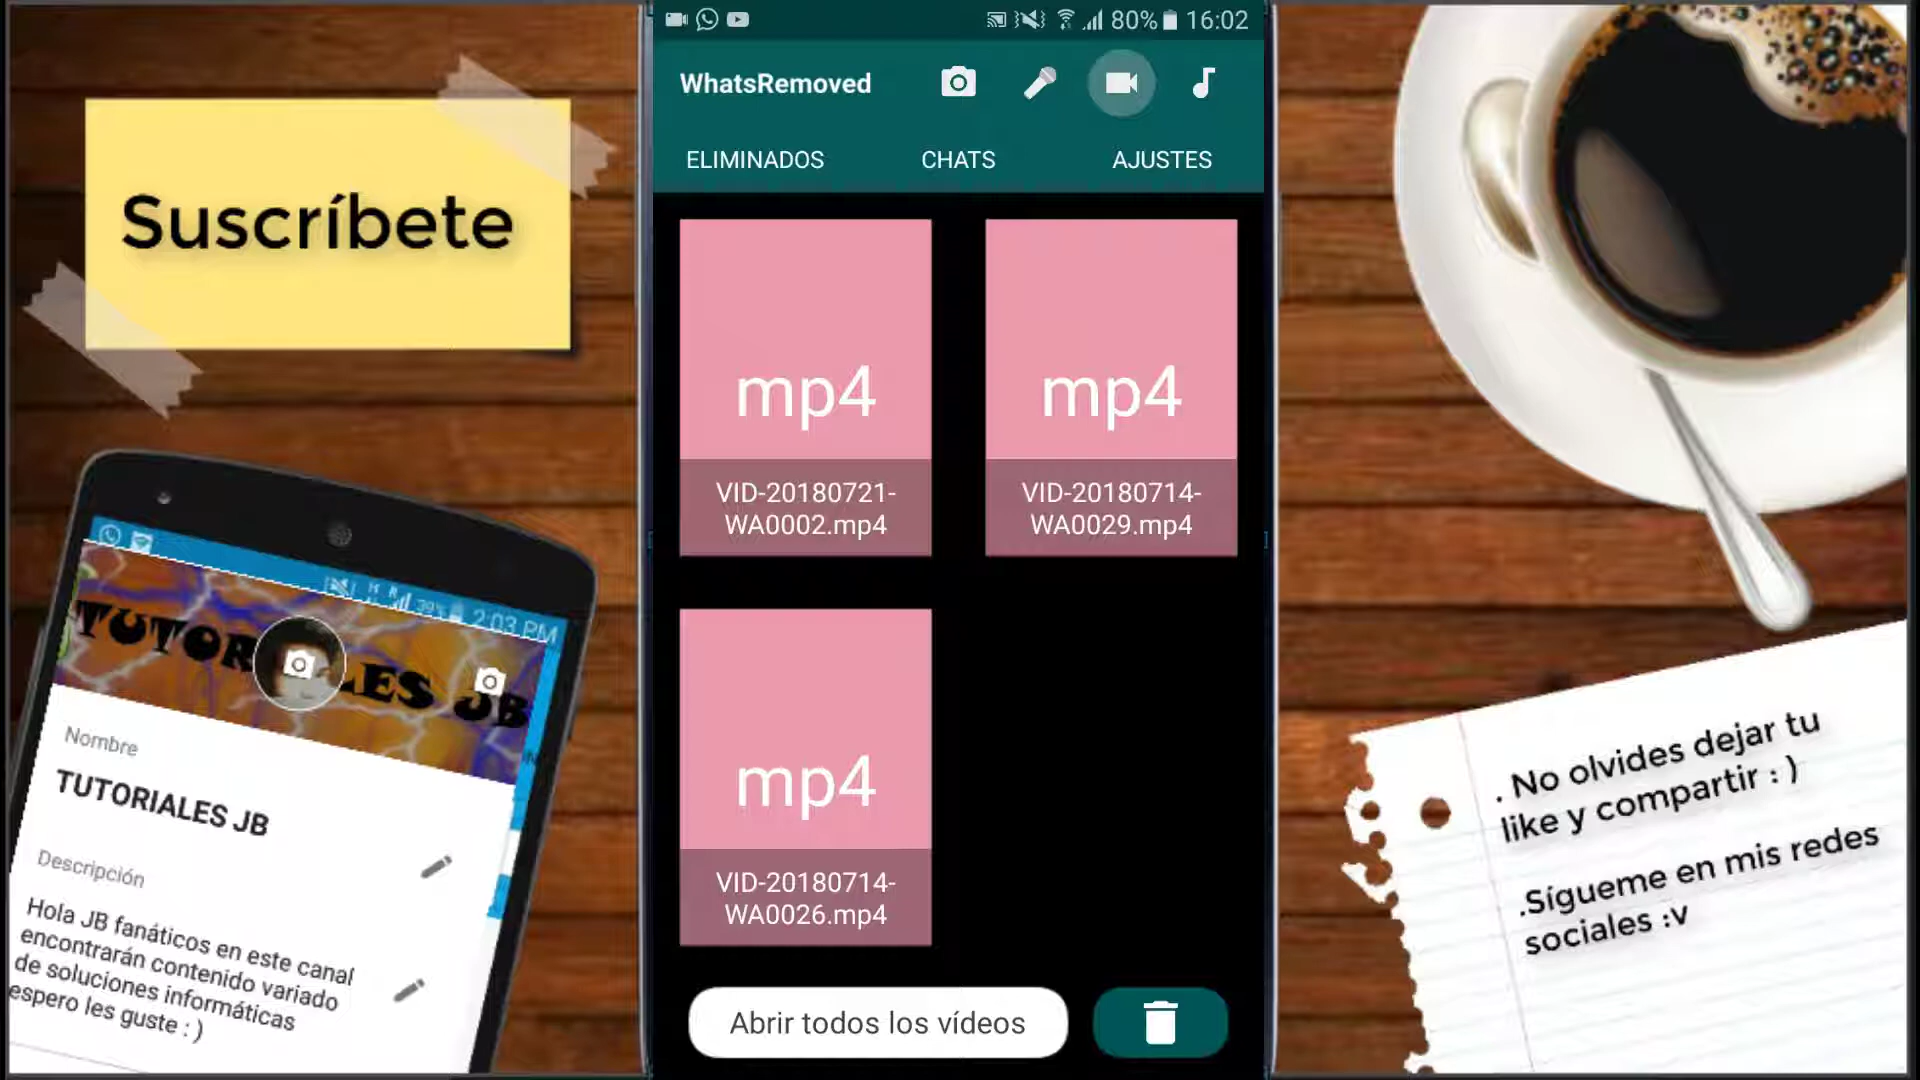 Suscríbete
80% 16:02
WhatsRemoved
ELIMINADOS
CHATS
AJUSTES
mp4
VID-20180721-
WA0002.mp4
mp4
VID-20180714-
WA0029.mp4
mp4
VID-20180714-
WA0026.mp4
Abrir todos los vídeos
39% 2:03 PM
Nombre
TUTORIALES JB
Descripción
Hola JB fanáticos en este canal
encontrarán contenido variado
de soluciones informáticas
espero les guste : )
. No olvides dejar tu
like y compartir : )
.Sígueme en mis redes
sociales :v